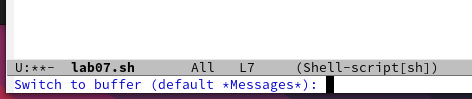 U:**-  lab07.sh       All   L7     (Shell-script[sh])
Switch to buffer (default *Messages*):